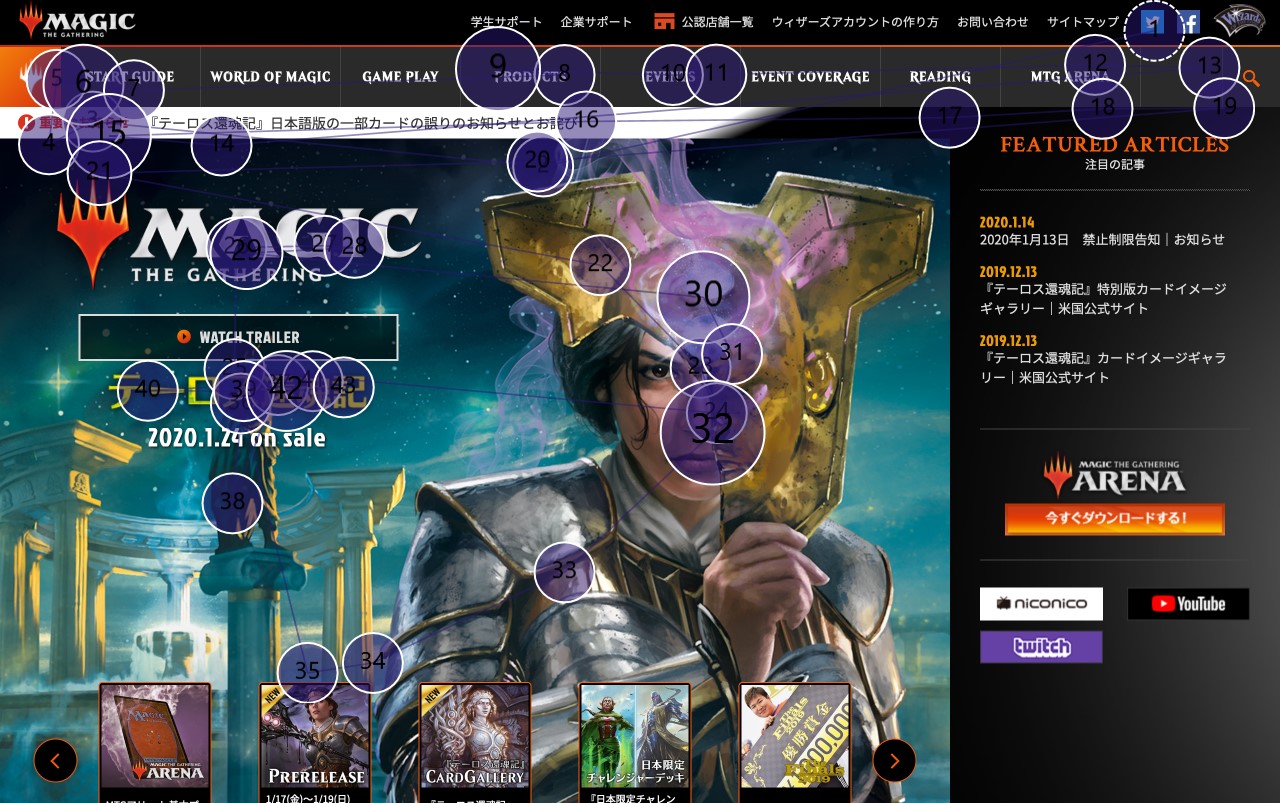 MAGIC
THE GATHERING
学生サポート 企業サポート 公認店舗一覧 ウィザーズアカウントの作り方 お問い合わせ サイトマップ
Wizards
START GUIDE WORLD OF MAGIC GAME PLAY PRODUCTS EVENTS EVENT COVERAGE READING MTG ARENA
『テーロス還魂記』日本語版の一部カードの誤りのお知らせとお詫び
MAGIC
THE GATHERING
WATCH TRAILER
2020.1.24 on sale
FEATURED ARTICLES
注目の記事
2020.1.14
2020年1月13日 禁止制限告知｜お知らせ
2019.12.13
『テーロス還魂記』特別版カードイメージ
ギャラリー｜米国公式サイト
2019.12.13
『テーロス還魂記』カードイメージギャラ
リー｜米国公式サイト
MAGIC THE GATHERING
ARENA
今すぐダウンロードする!
niconico
YouTube
twitch
MAGIC
MAGIC THE GATHERING
ARENA
NEW
PRERELEASE
1/17(金)〜1/19(日)
NEW
『テーロス還魂記』
CARDGALLERY
日本限定
チャレンジャーデッキ
『日本限定チャレン
優勝賞金
1
3
4
5
6
7
8
9
10
11
12
13
14
15
16
17
18
19
20
21
22
23
24
27
28
29
30
31
32
33
34
35
38
39
40
42
43